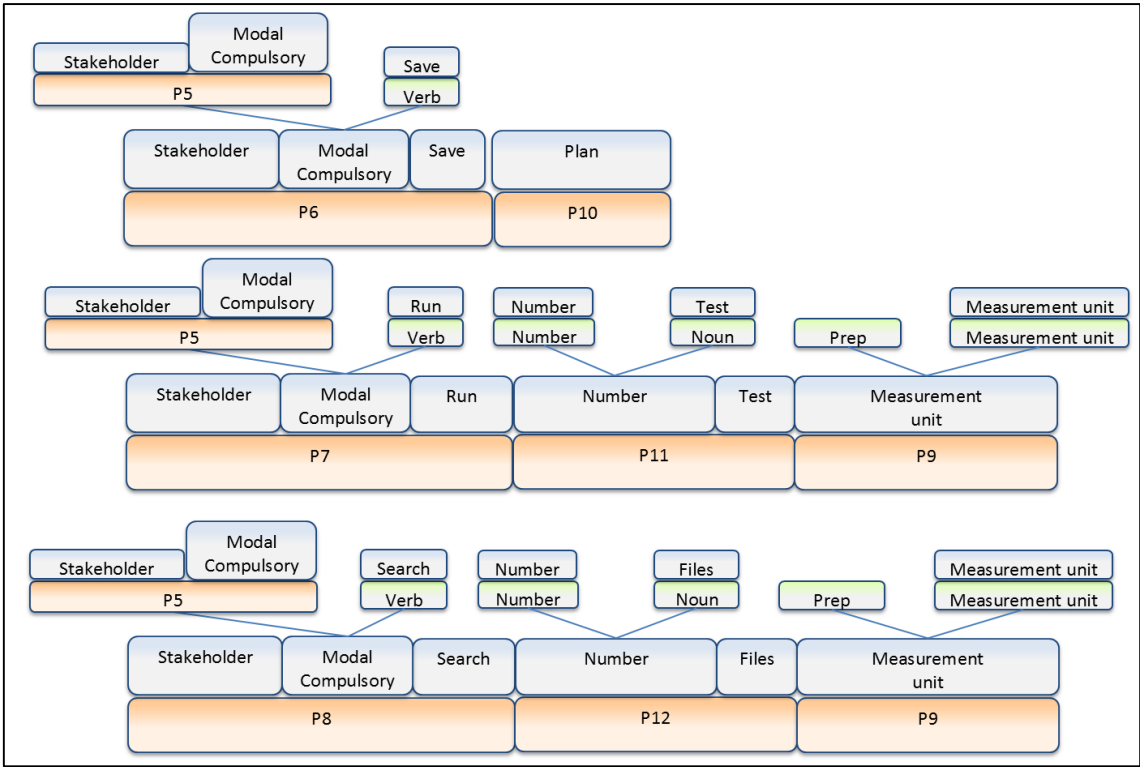 Modal
Compulsory
Stakeholder
P5
Save
Verb
Stakeholder
Modal
Compulsory
Save
Plan
P6
P10
Modal
Compulsory
Stakeholder
P5
Run
Verb
Number
Number
Test
Noun
Prep
Measurement unit
Measurement unit
Stakeholder
Modal
Compulsory
Run
Number
Test
Measurement
unit
P7
P11
P9
Modal
Compulsory
Stakeholder
P5
Search
Verb
Number
Number
Files
Noun
Prep
Measurement unit
Measurement unit
Stakeholder
Modal
Compulsory
Search
Number
Files
Measurement
unit
P8
P12
P9